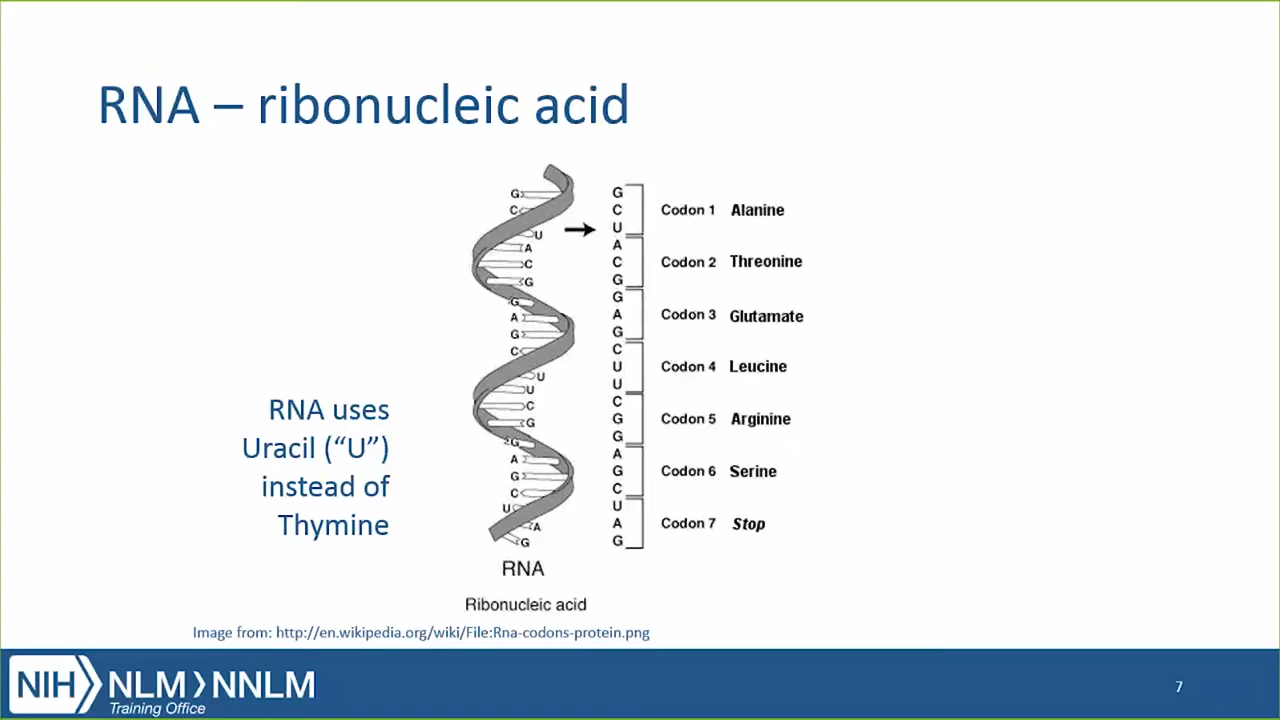 RNA – ribonucleic acid
G
C
U
A
C
G
G
A
G
C
U
U
C
G
G
A
G
C
U
A
G
G
C
U
Codon 1 Alanine
A
C
G
Codon 2 Threonine
G
A
G
Codon 3 Glutamate
C
U
U
Codon 4 Leucine
C
G
G
Codon 5 Arginine
A
G
C
Codon 6 Serine
U
A
G
Codon 7 Stop
RNA uses
Uracil (“U”)
instead of
Thymine
RNA
Ribonucleic acid
Image from: http://en.wikipedia.org/wiki/File:Rna-codons-protein.png
NIH NLM NNLM
Training Office
7